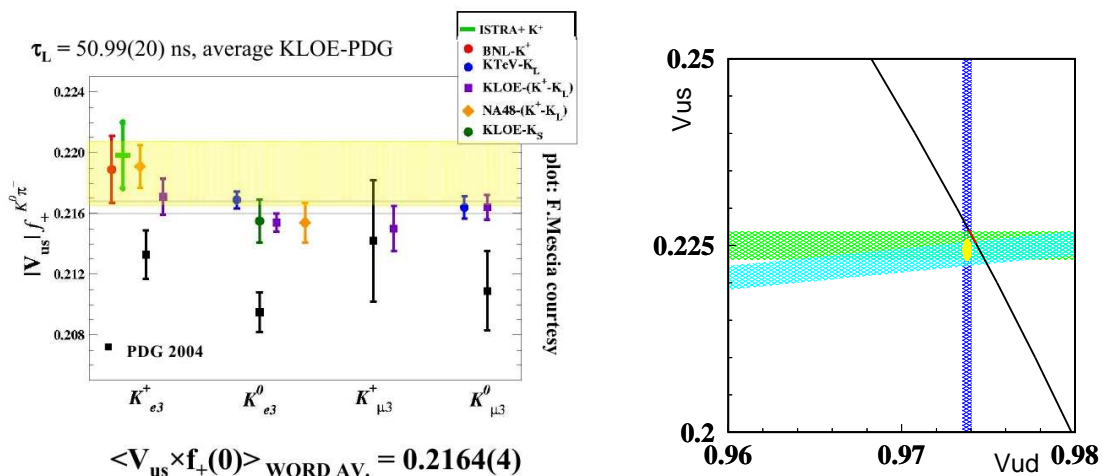 τL = 50.99(20) ns, average KLOE-PDG
ISTRA+ K+
BNL-K+
KTeV-KL
KLOE-(K+-KL)
NA48-(K+-KL)
KLOE-KS
|Vus| f+K0π−
0.224
0.220
0.216
0.212
0.208
PDG 2004
K+e3
K0e3
K+μ3
K0μ3
plot: F.Mescia courtesy
<Vus×f+(0)> WORD AV. = 0.2164(4)
Vus
0.25
0.225
0.2
0.96
0.97
0.98
Vud